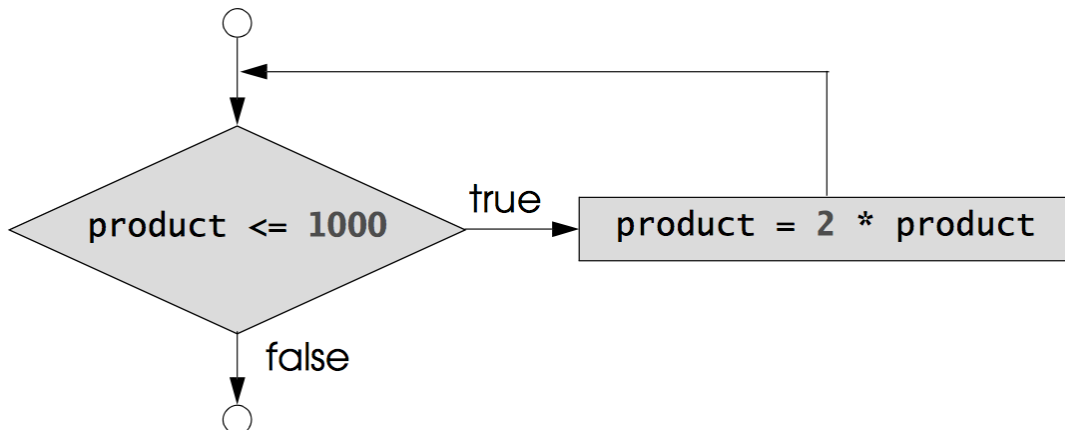 true
product <= 1000
product = 2 * product
false